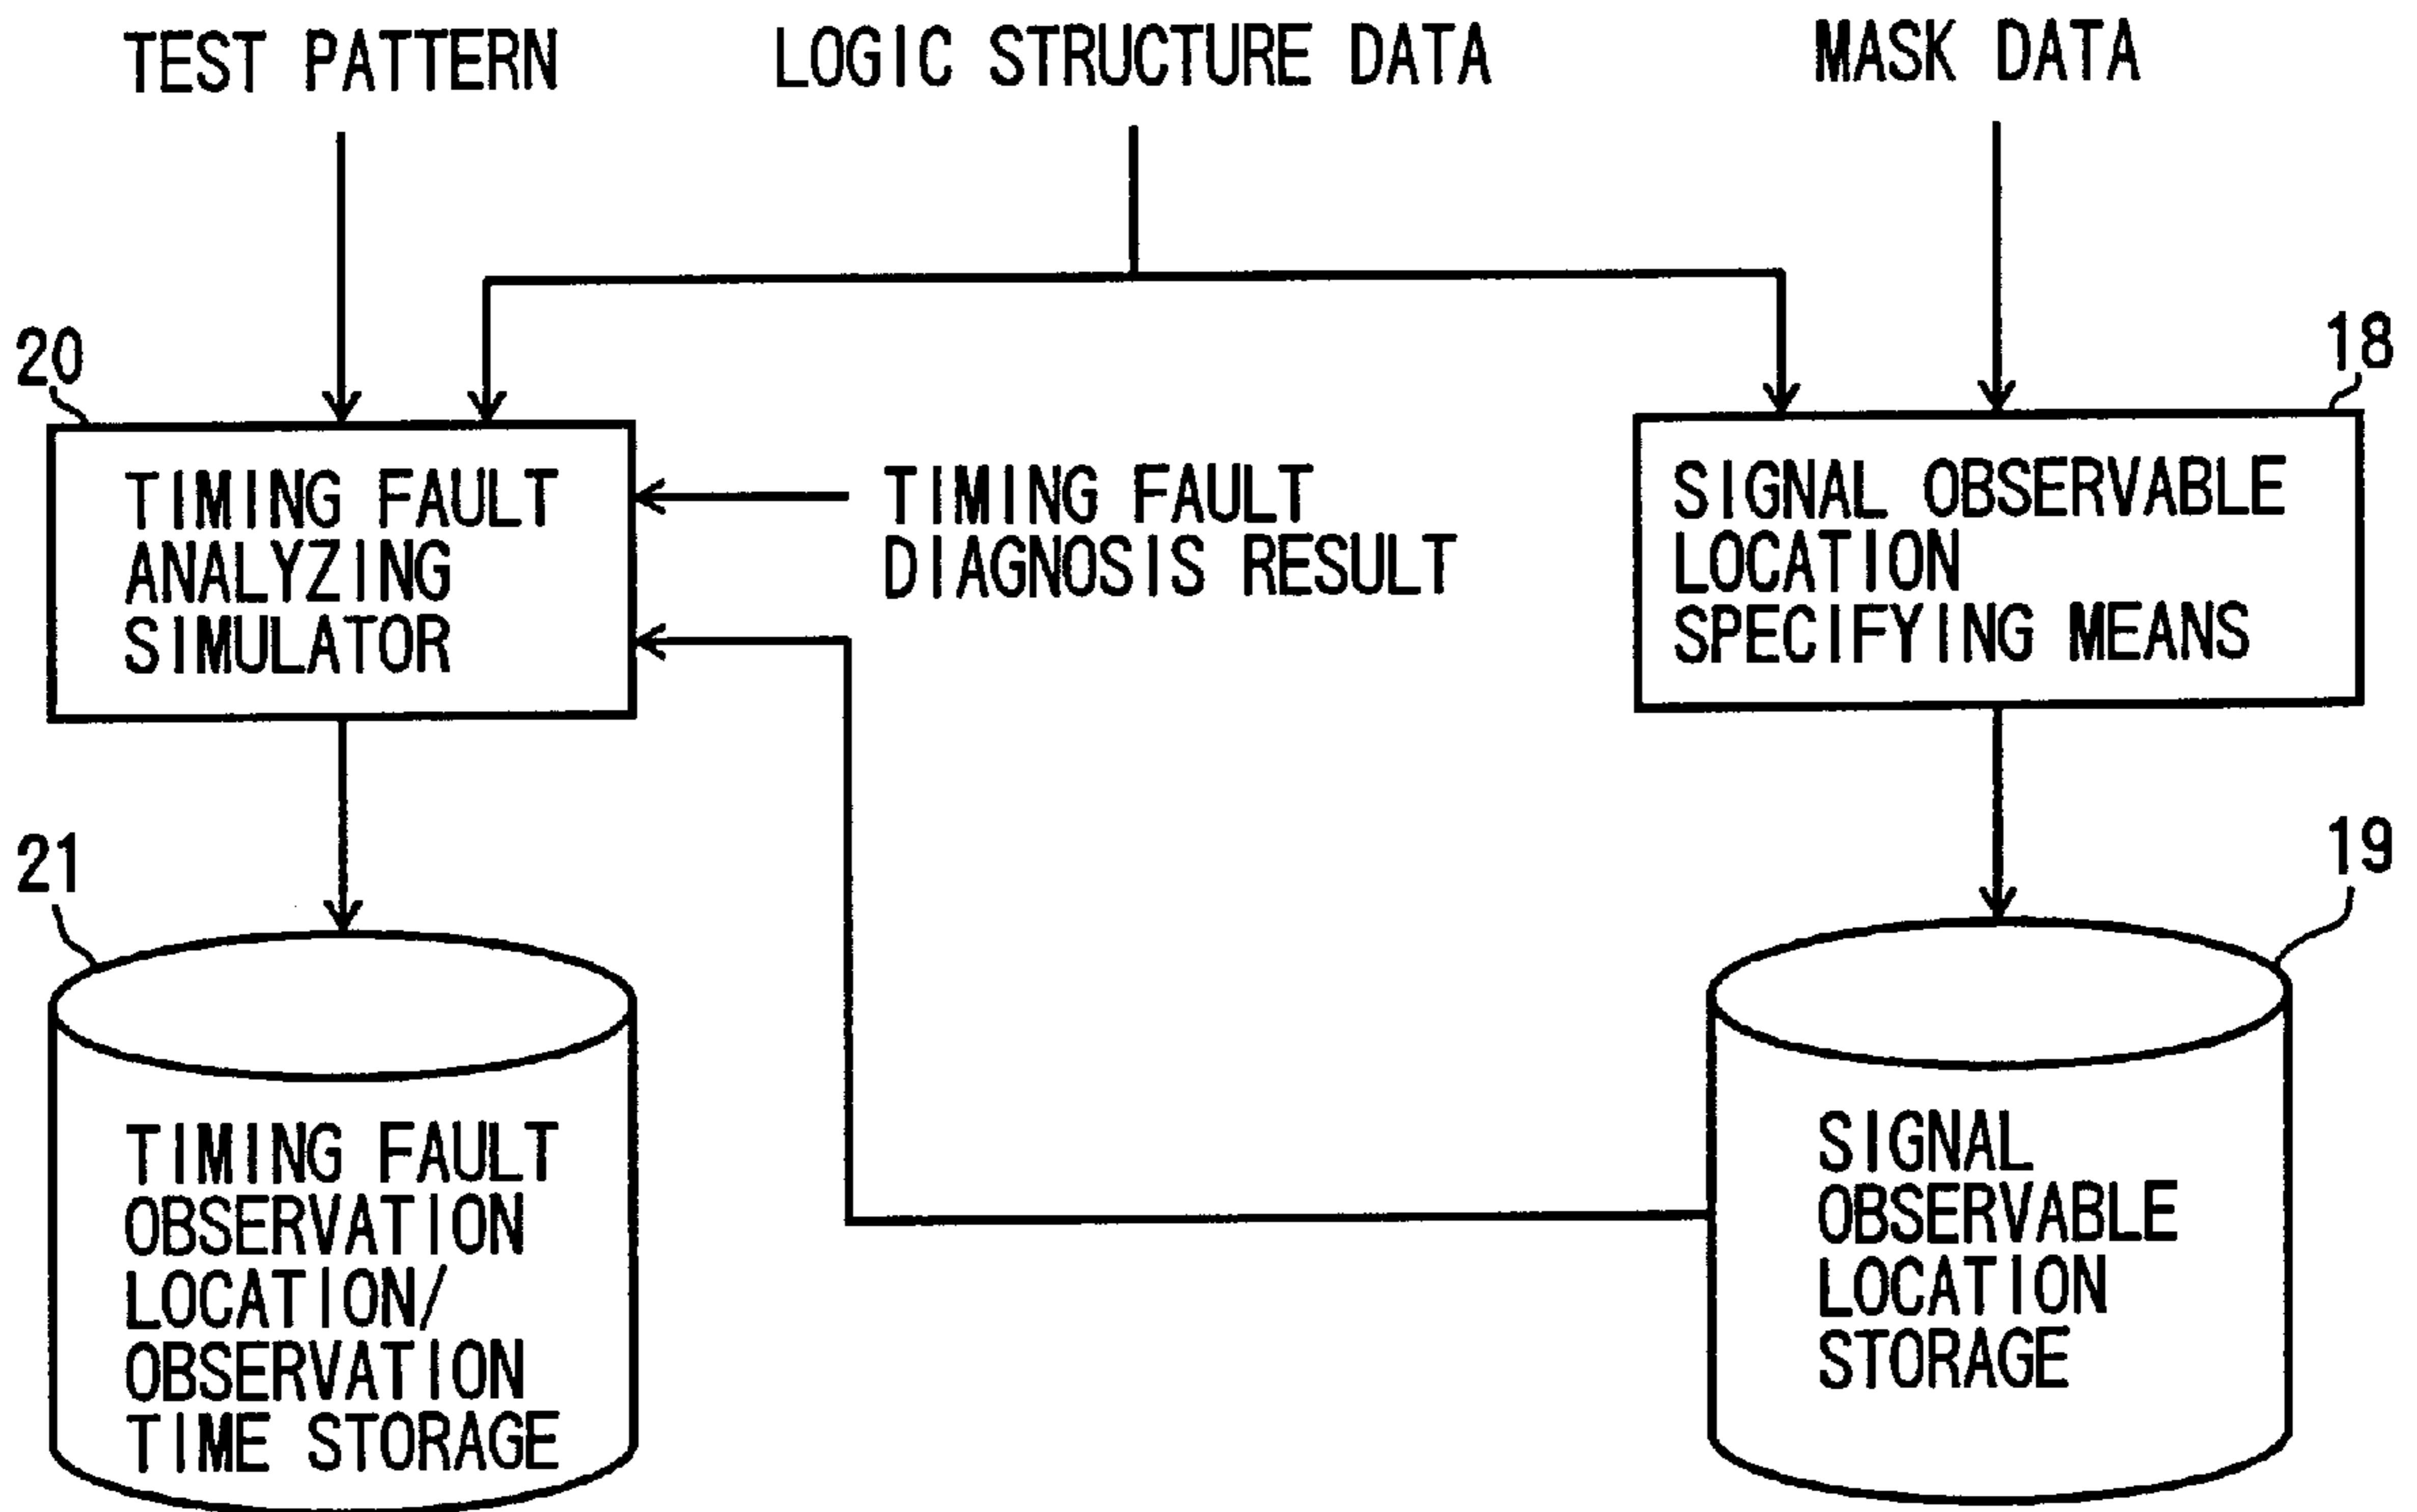 TEST PATTERN
LOGIC STRUCTURE DATA
MASK DATA
20
18
TIMING FAULT
ANALYZING
SIMULATOR
TIMING FAULT
DIAGNOSIS RESULT
SIGNAL OBSERVABLE
LOCATION
SPECIFYING MEANS
21
19
TIMING FAULT
OBSERVATION
LOCATION/
OBSERVATION
TIME STORAGE
SIGNAL
OBSERVABLE
LOCATION
STORAGE